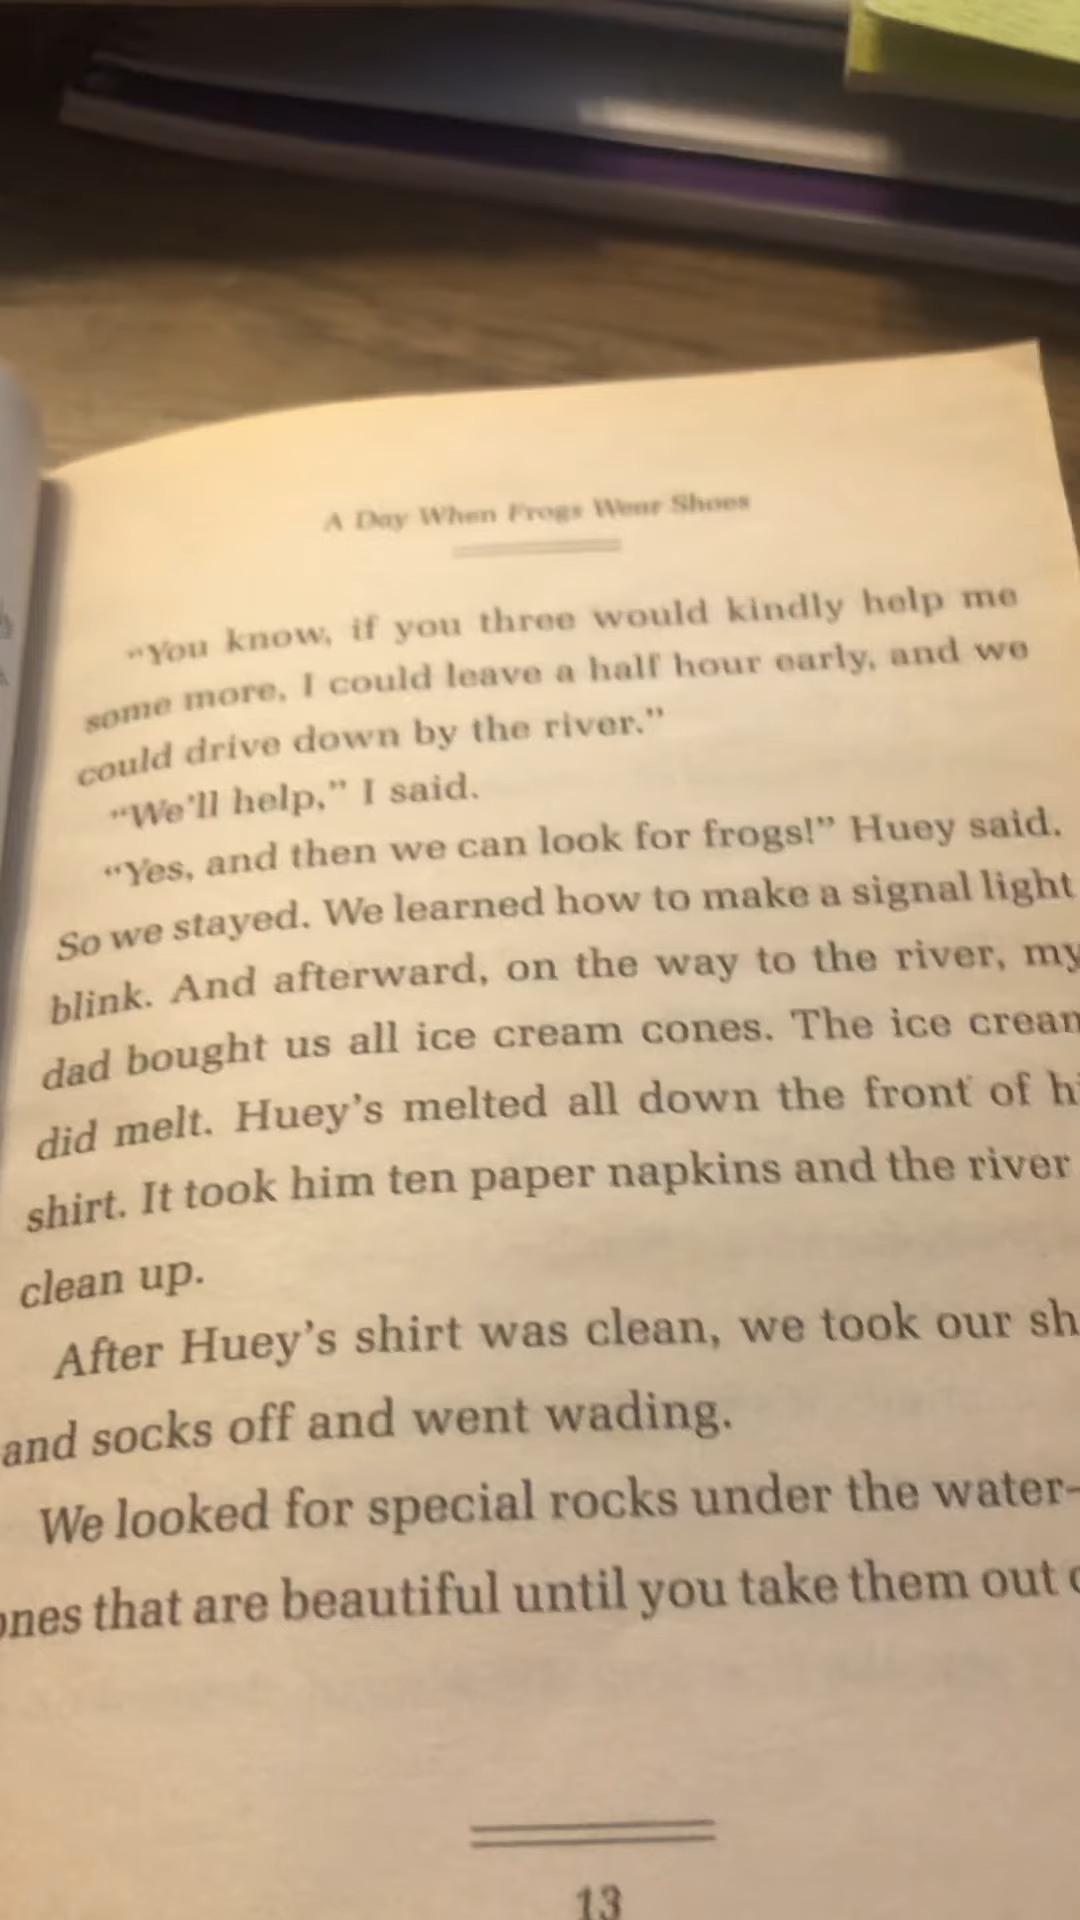 A Day When Frogs Wear Shoes
“You know, if you three would kindly help me
some more, I could leave a half hour early, and we
could drive down by the river.”
“We’ll help,” I said.
“Yes, and then we can look for frogs!” Huey said.
So we stayed. We learned how to make a signal light
blink. And afterward, on the way to the river, my
dad bought us all ice cream cones. The ice
did melt. Huey’s melted all down the front of
shirt. It took him ten paper napkins and the river
clean up.
After Huey’s shirt was clean, we took our
and socks off and went wading.
We looked for special rocks under the water—
that are beautiful until you take them out
13